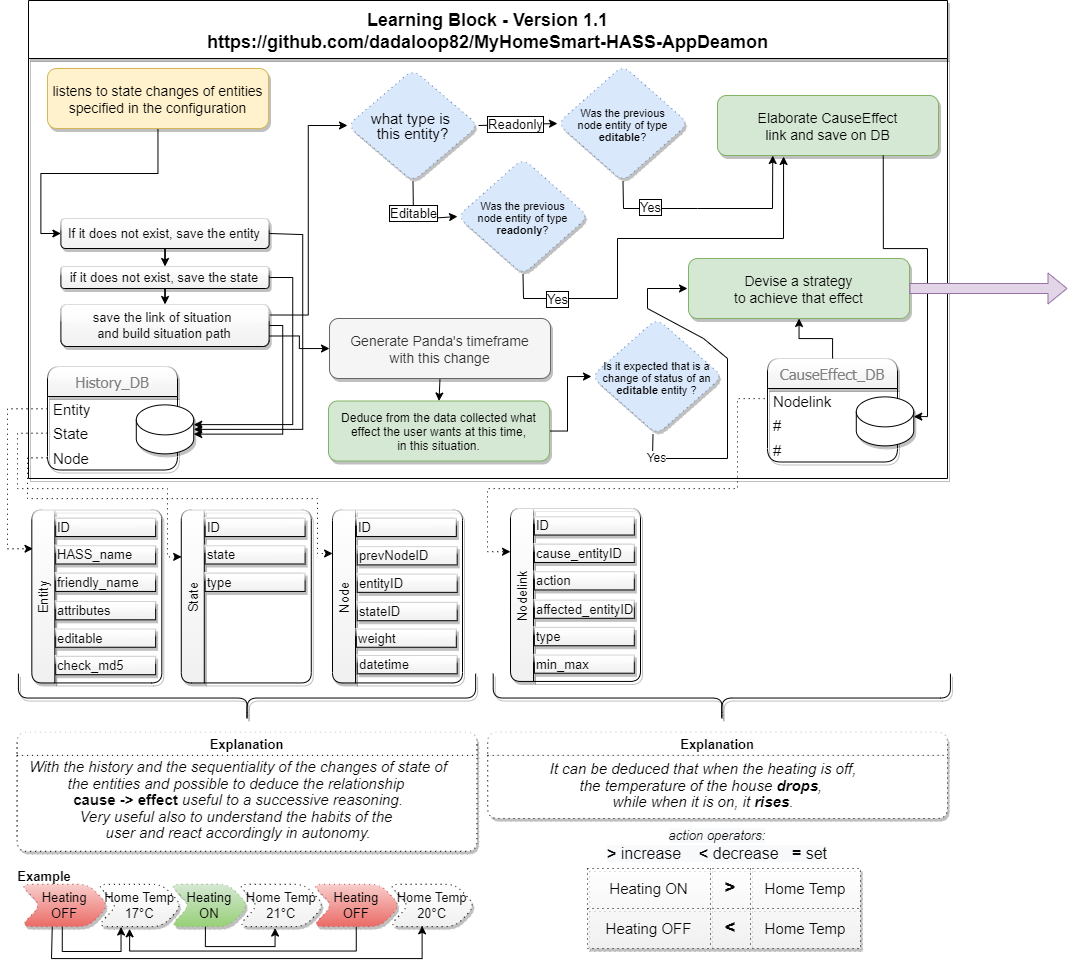 Learning Block - Version 1.1
https://github.com/dadaloop82/MyHomeSmart-HASS-AppDeamon
listens to state changes of entities
specified in the configuration
what type is
this entity?
Readonly
Was the previous
node entity of type
editable?
Elaborate CauseEffect
link and save on DB
Editable
Was the previous
node entity of type
readonly?
Yes
Yes
If it does not exist, save the entity
if it does not exist, save the state
save the link of situation
and build situation path
Devise a strategy
to achieve that effect
Generate Panda's timeframe
with this change
Is it expected that is a
change of status of an
editable entity ?
Yes
Deduce from the data collected what
effect the user wants at this time,
in this situation.
History_DB
Entity
State
Node
CauseEffect_DB
Nodelink
#
#
Entity
ID
HASS_name
friendly_name
attributes
editable
check_md5
State
ID
state
type
Node
ID
prevNodeID
entityID
stateID
weight
datetime
Nodelink
ID
cause_entityID
action
affected_entityID
type
min_max
Explanation
With the history and the sequentiality of the changes of state of
the entities and possible to deduce the relationship
cause -> effect useful to a successive reasoning.
Very useful also to understand the habits of the
user and react accordingly in autonomy.
Explanation
It can be deduced that when the heating is off,
the temperature of the house drops,
while when it is on, it rises.
action operators:
> increase < decrease = set
Heating ON > Home Temp
Heating OFF < Home Temp
Example
Heating
OFF
Home Temp
17°C
Heating
ON
Home Temp
21°C
Heating
OFF
Home Temp
20°C